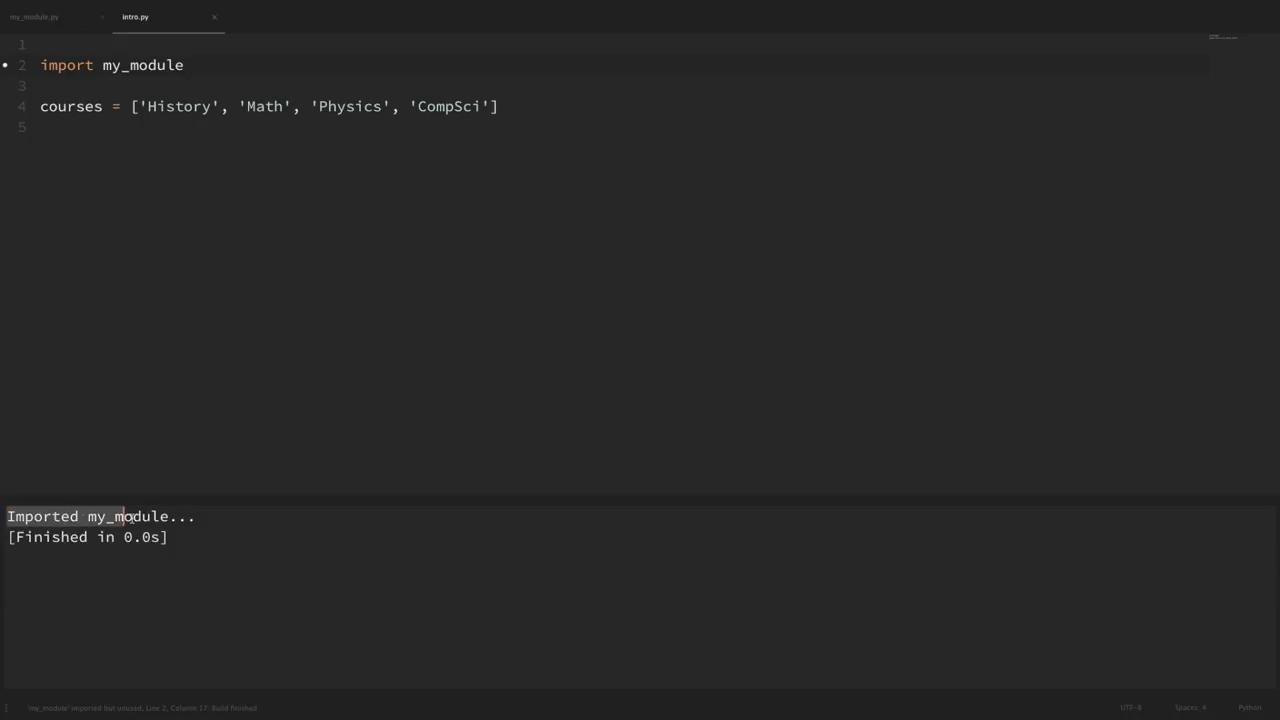 my_module.py
intro.py
1
2 import my_module
3
4 courses = ['History', 'Math', 'Physics', 'CompSci']
5
Imported my_module...
[Finished in 0.0s]
'my_module' imported but unused, Line 2, Column 17; Build finished
UTF-8
Spaces: 4
Python